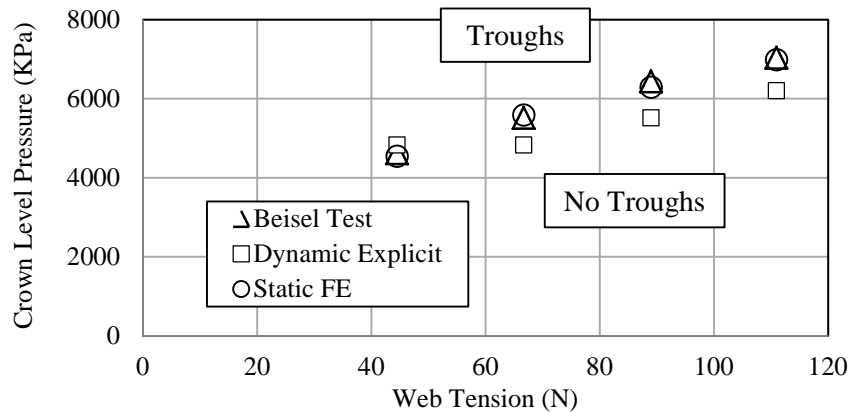 8000
6000
4000
2000
0
Crown Level Pressure (KPa)
Troughs
No Troughs
Beisel Test
Dynamic Explicit
Static FE
0 20 40 60 80 100 120
Web Tension (N)